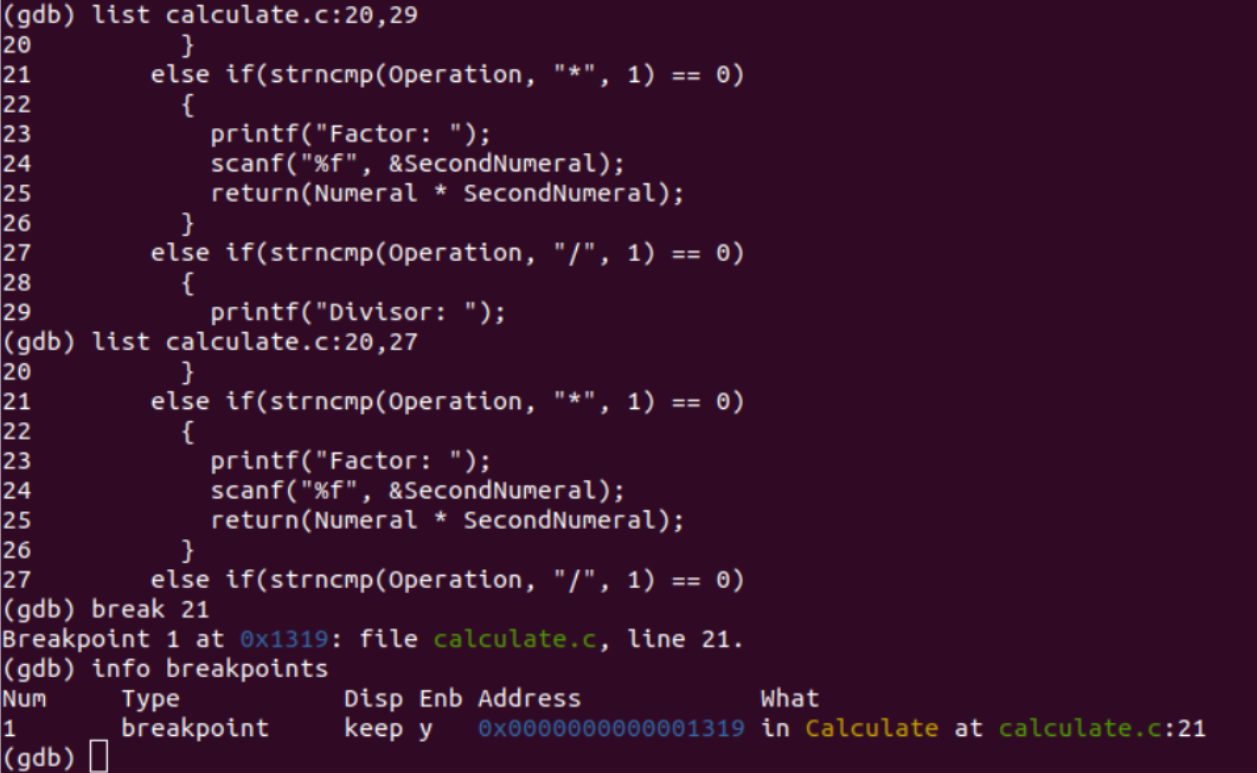 (gdb) list calculate.c:20,29
20          }
21        else if(strncmp(Operation, "*", 1) == 0)
22          {
23            printf("Factor: ");
24            scanf("%f", &SecondNumeral);
25            return(Numeral * SecondNumeral);
26          }
27        else if(strncmp(Operation, "/", 1) == 0)
28          {
29            printf("Divisor: ");
(gdb) list calculate.c:20,27
20          }
21        else if(strncmp(Operation, "*", 1) == 0)
22          {
23            printf("Factor: ");
24            scanf("%f", &SecondNumeral);
25            return(Numeral * SecondNumeral);
26          }
27        else if(strncmp(Operation, "/", 1) == 0)
(gdb) break 21
Breakpoint 1 at 0x1319: file calculate.c, line 21.
(gdb) info breakpoints
Num     Type           Disp Enb Address            What
1       breakpoint     keep y   0x0000000000001319 in Calculate at calculate.c:21
(gdb)